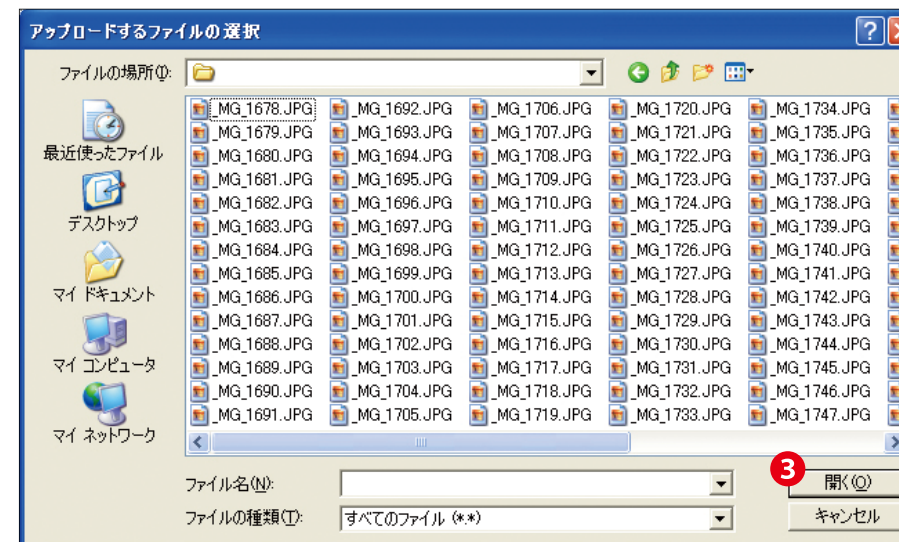 アップロードするファイルの選択
ファイルの場所(I):
最近使ったファイル
デスクトップ
マイ ドキュメント
マイ コンピュータ
マイ ネットワーク
_MG_1678.JPG _MG_1692.JPG _MG_1706.JPG _MG_1720.JPG _MG_1734.JPG
_MG_1679.JPG _MG_1693.JPG _MG_1707.JPG _MG_1721.JPG _MG_1735.JPG
_MG_1680.JPG _MG_1694.JPG _MG_1708.JPG _MG_1722.JPG _MG_1736.JPG
_MG_1681.JPG _MG_1695.JPG _MG_1709.JPG _MG_1723.JPG _MG_1737.JPG
_MG_1682.JPG _MG_1696.JPG _MG_1710.JPG _MG_1724.JPG _MG_1738.JPG
_MG_1683.JPG _MG_1697.JPG _MG_1711.JPG _MG_1725.JPG _MG_1739.JPG
_MG_1684.JPG _MG_1698.JPG _MG_1712.JPG _MG_1726.JPG _MG_1740.JPG
_MG_1685.JPG _MG_1699.JPG _MG_1713.JPG _MG_1727.JPG _MG_1741.JPG
_MG_1686.JPG _MG_1700.JPG _MG_1714.JPG _MG_1728.JPG _MG_1742.JPG
_MG_1687.JPG _MG_1701.JPG _MG_1715.JPG _MG_1729.JPG _MG_1743.JPG
_MG_1688.JPG _MG_1702.JPG _MG_1716.JPG _MG_1730.JPG _MG_1744.JPG
_MG_1689.JPG _MG_1703.JPG _MG_1717.JPG _MG_1731.JPG _MG_1745.JPG
_MG_1690.JPG _MG_1704.JPG _MG_1718.JPG _MG_1732.JPG _MG_1746.JPG
_MG_1691.JPG _MG_1705.JPG _MG_1719.JPG _MG_1733.JPG _MG_1747.JPG
ファイル名(N):
3 開く(O)
ファイルの種類(T): すべてのファイル (*.*)
キャンセル